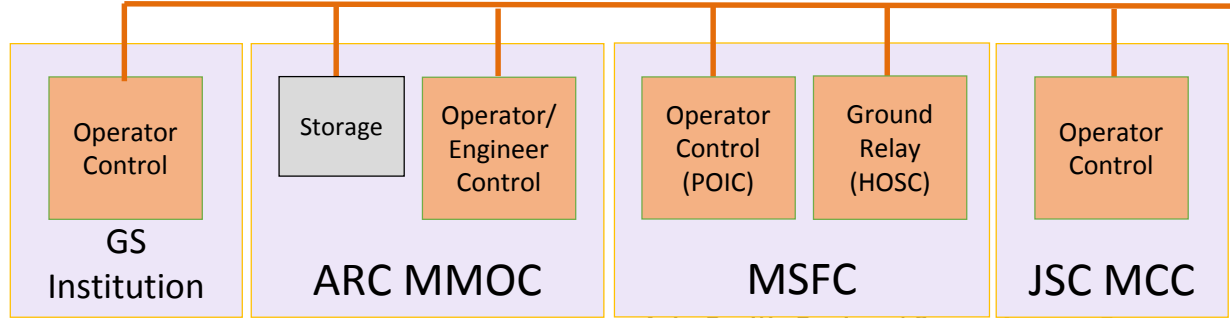 Operator
Control
GS
Institution
Storage
Operator/
Engineer
Control
ARC MMOC
Operator
Control
(POIC)
Ground
Relay
(HOSC)
MSFC
Operator
Control
JSC MCC